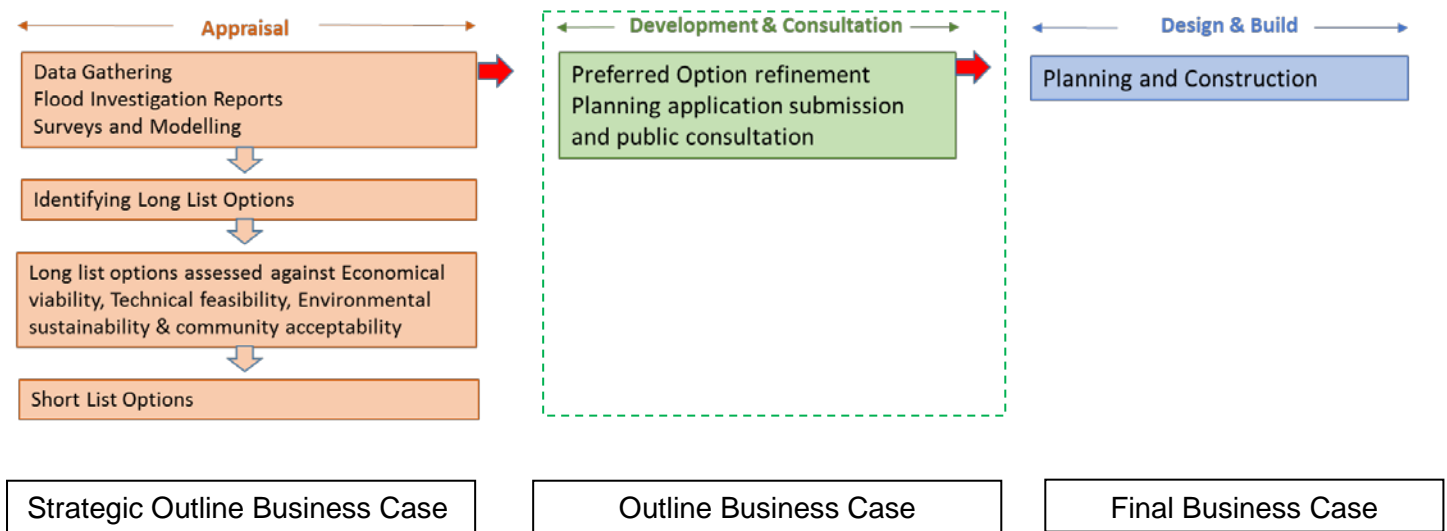 Appraisal
Data Gathering
Flood Investigation Reports
Surveys and Modelling
Identifying Long List Options
Long list options assessed against Economical
viability, Technical feasibility, Environmental
sustainability & community acceptability
Short List Options
Strategic Outline Business Case
Development & Consultation
Preferred Option refinement
Planning application submission
and public consultation
Outline Business Case
Design & Build
Planning and Construction
Final Business Case